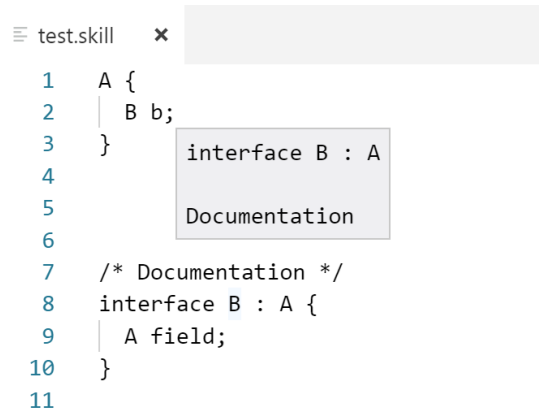 test.skill ×
1 A {
2 B b;
3 }
interface B : A
4
5
Documentation
6
7 /* Documentation */
8 interface B : A {
9 A field;
10 }
11